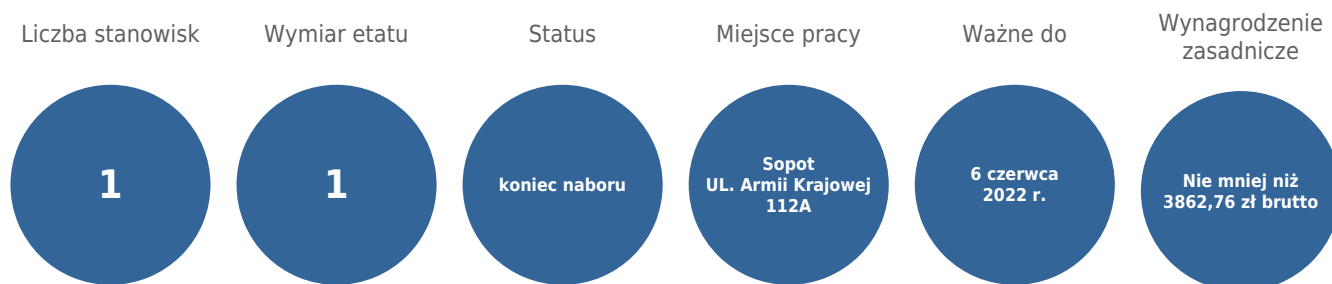 Liczba stanowisk
1
Wymiar etatu
1
Status
koniec naboru
Miejsce pracy
Sopot
UL. Armii Krajowej
112A
Ważne do
6 czerwca
2022 r.
Wynagrodzenie
zasadnicze
Nie mniej niż
3862,76 zł brutto